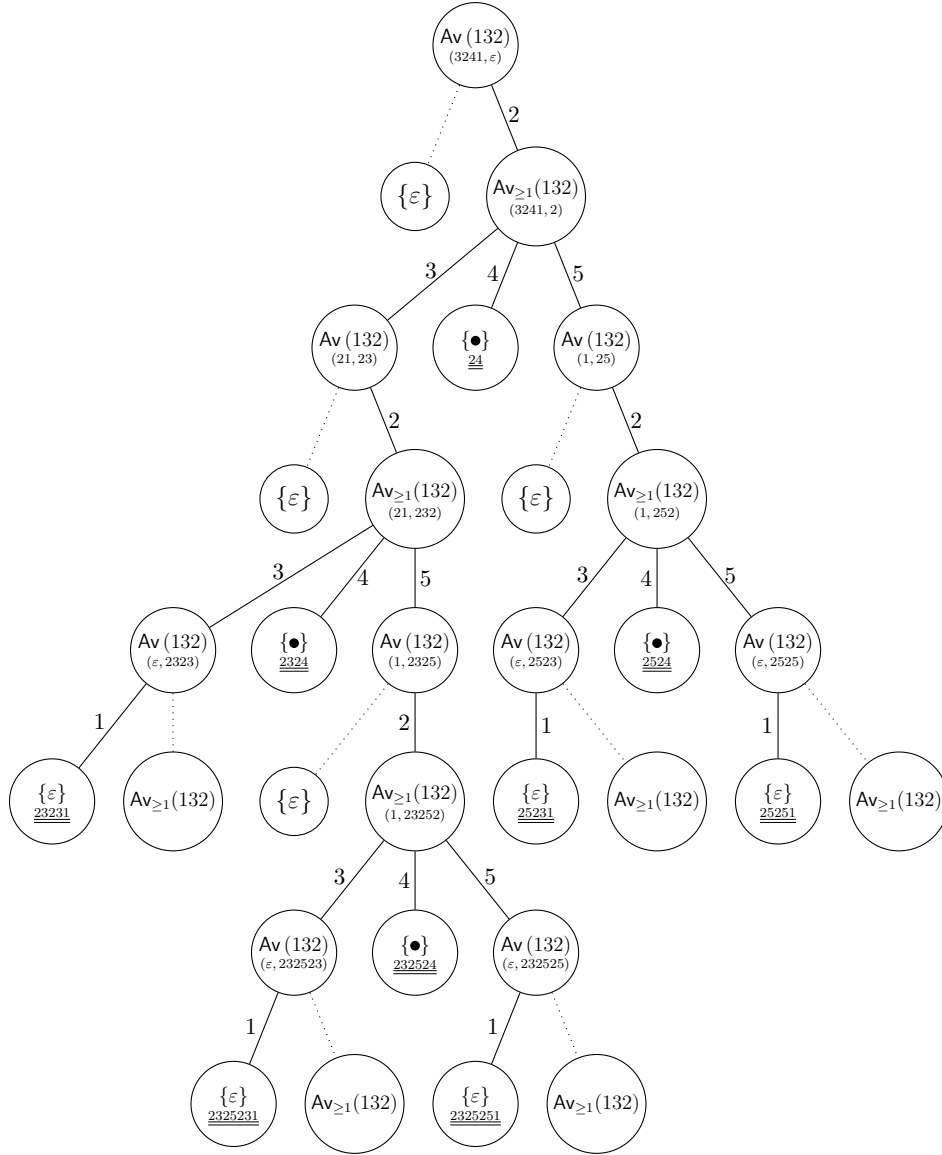 Av (132)
(3241, ε)
2
{ε}
Av≥1(132)
(3241, 2)
3
4
5
Av (132)
(21, 23)
{●}
24
Av (132)
(1, 25)
2
2
{ε}
Av≥1(132)
(21, 232)
{ε}
Av≥1(132)
(1, 252)
3
4
5
3
4
5
Av (132)
(ε, 2323)
{●}
2324
Av (132)
(1, 2325)
Av (132)
(ε, 2523)
{●}
2524
Av (132)
(ε, 2525)
1
2
1
1
{ε}
23231
Av≥1(132)
{ε}
Av≥1(132)
(1, 23252)
{ε}
25231
Av≥1(132)
{ε}
25251
Av≥1(132)
3
4
5
Av (132)
(ε, 232523)
{●}
232524
Av (132)
(ε, 232525)
1
1
{ε}
2325231
Av≥1(132)
{ε}
2325251
Av≥1(132)